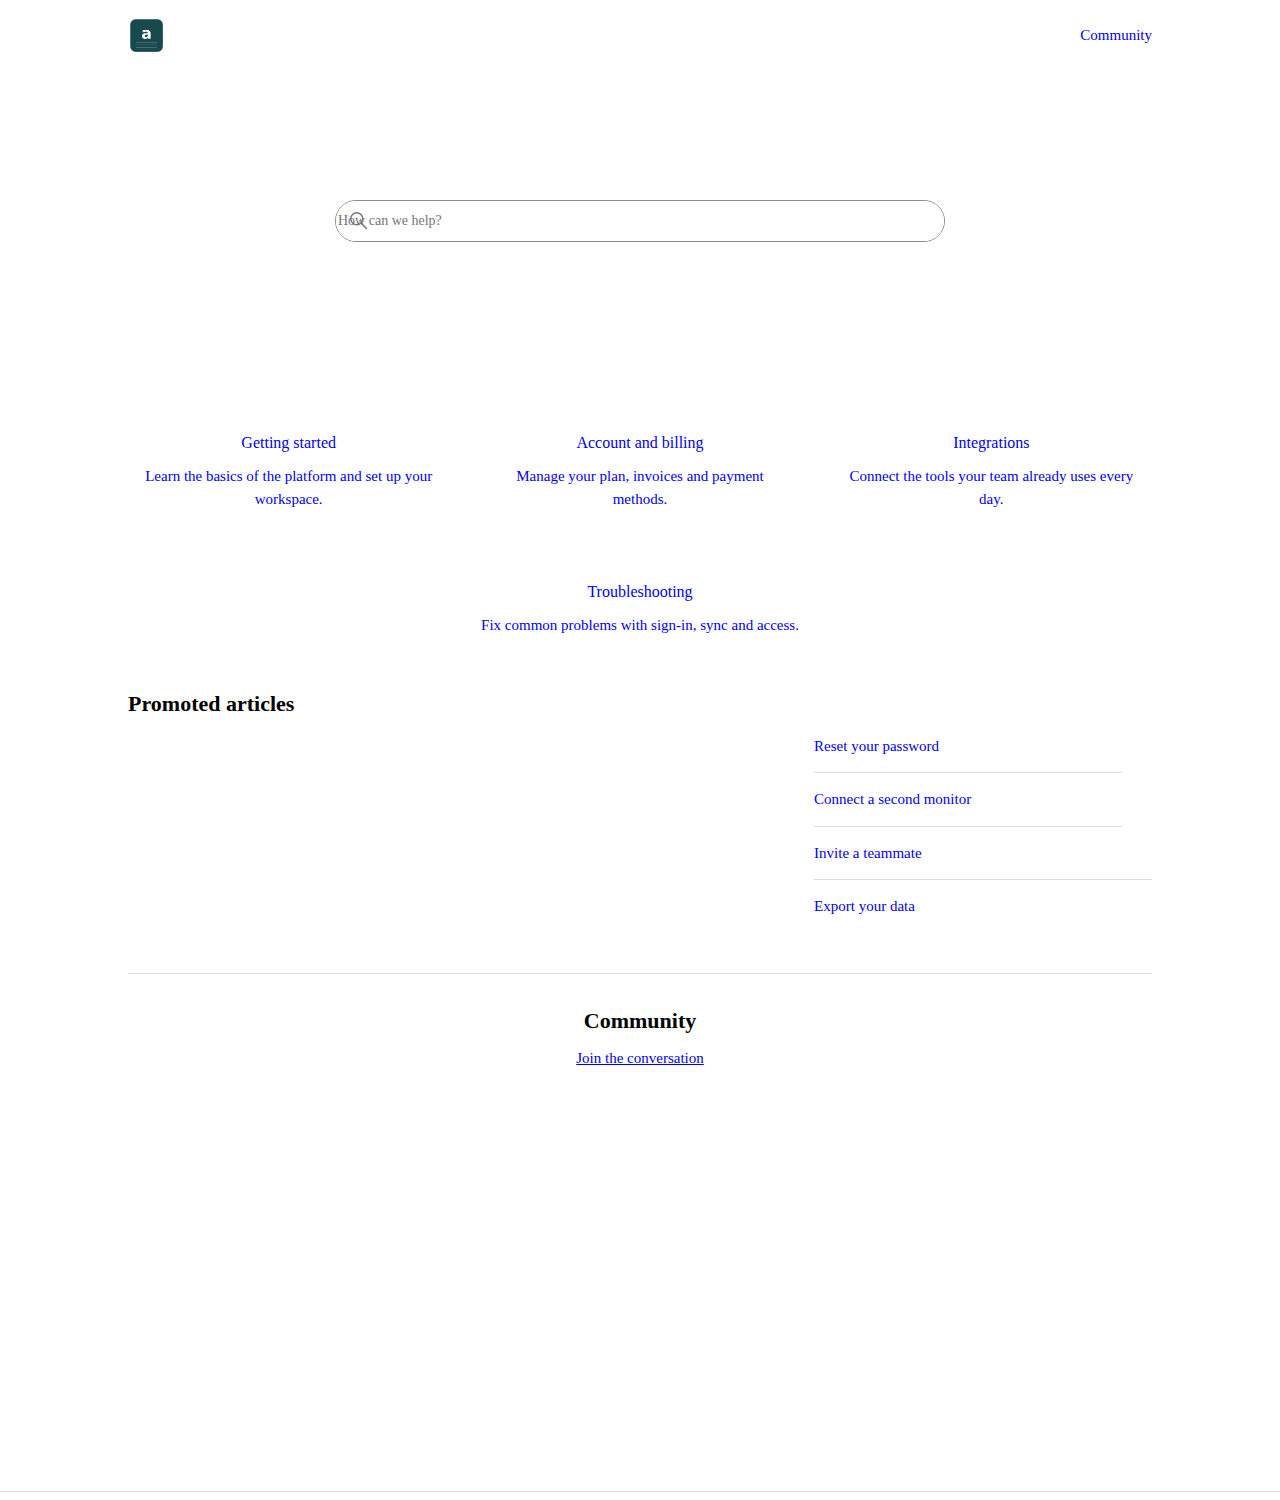 a
Community
How can we help?
Getting started
Account and billing
Integrations
Learn the basics of the platform and set up your
workspace.
Manage your plan, invoices and payment
methods.
Connect the tools your team already uses every
day.
Troubleshooting
Fix common problems with sign-in, sync and access.
Promoted articles
Reset your password
Connect a second monitor
Invite a teammate
Export your data
Community
Join the conversation